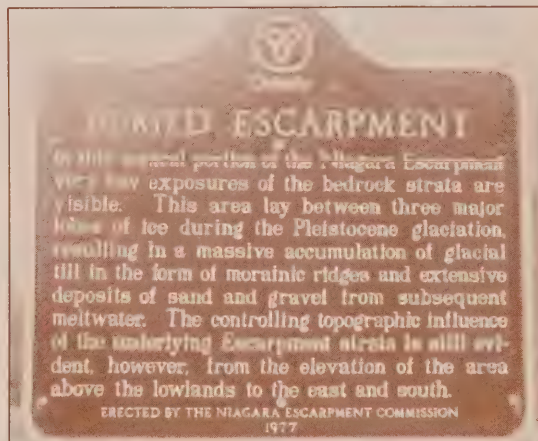 Ontario
BURIED ESCARPMENT
In this central portion of the Niagara Escarpment
very few exposures of the bedrock strata are
visible. This area lay between three major
lobes of ice during the Pleistocene glaciation,
resulting in a massive accumulation of glacial
till in the form of morainic ridges and extensive
deposits of sand and gravel from subsequent
meltwater. The controlling topographic influence
of the underlying Escarpment strata is still evi-
dent, however, from the elevation of the area
above the lowlands to the east and south.
ERECTED BY THE NIAGARA ESCARPMENT COMMISSION
1977